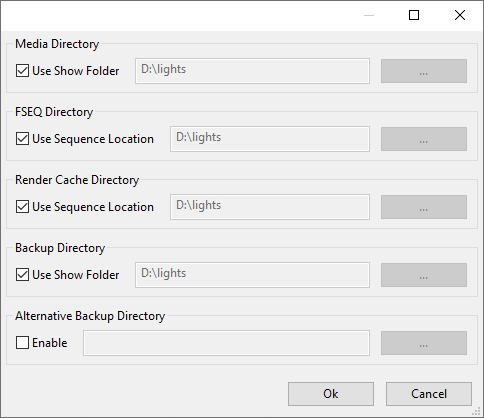 Media Directory
Use Show Folder D:\lights ...
FSEQ Directory
Use Sequence Location D:\lights ...
Render Cache Directory
Use Sequence Location D:\lights ...
Backup Directory
Use Show Folder D:\lights ...
Alternative Backup Directory
Enable ...
Ok Cancel